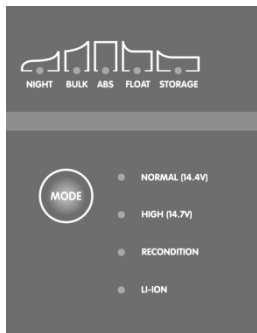 NIGHT BULK ABS FLOAT STORAGE
MODE
NORMAL (14.4V)
HIGH (14.7V)
RECONDITION
LI-ION